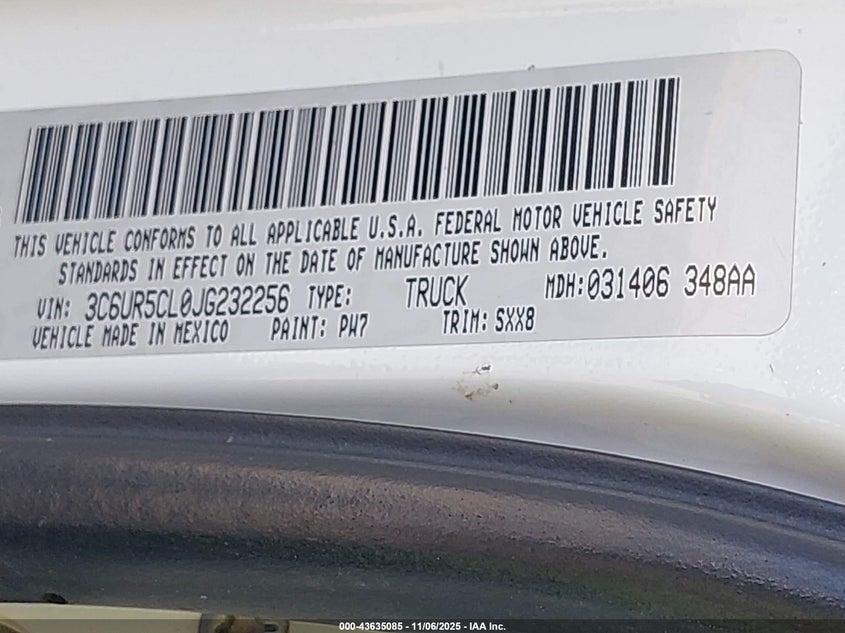 THIS VEHICLE CONFORMS TO ALL APPLICABLE U.S.A. FEDERAL MOTOR VEHICLE SAFETY
STANDARDS IN EFFECT ON THE DATE OF MANUFACTURE SHOWN ABOVE.
VIN: 3C6UR5CL0JG232256 TYPE: TRUCK MDH:031406 348AA
VEHICLE MADE IN MEXICO PAINT: PW7 TRIM: SXX8
000-43635085 - 11/06/2025 - IAA Inc.